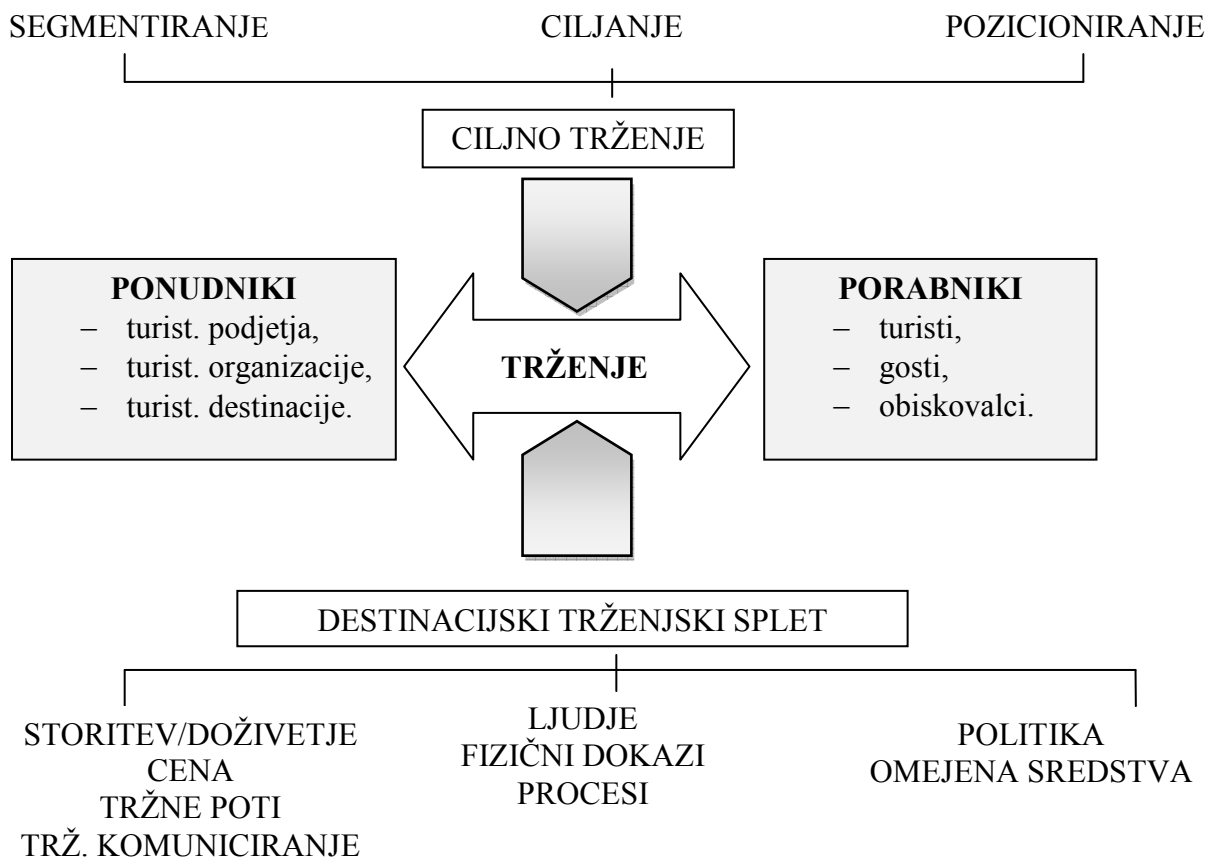 SEGMENTIRANJE CILJANJE POZICIONIRANJE
CILJNO TRŽENJE
PONUDNIKI
– turist. podjetja,
– turist. organizacije,
– turist. destinacije.
TRŽENJE
PORABNIKI
– turisti,
– gosti,
– obiskovalci.
DESTINACIJSKI TRŽENJSKI SPLET
STORITEV/DOŽIVETJE
CENA
TRŽNE POTI
TRŽ. KOMUNICIRANJE
LJUDJE
FIZIČNI DOKAZI
PROCESI
POLITIKA
OMEJENA SREDSTVA